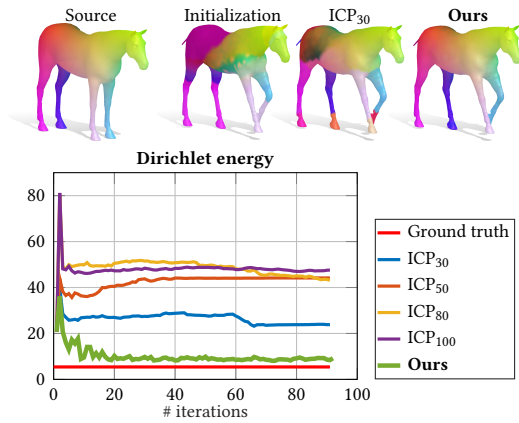 Source Initialization ICP30 Ours
Dirichlet energy
80
60
40
20
0
0 20 40 60 80 100
# iterations
Ground truth
ICP30
ICP50
ICP80
ICP100
Ours